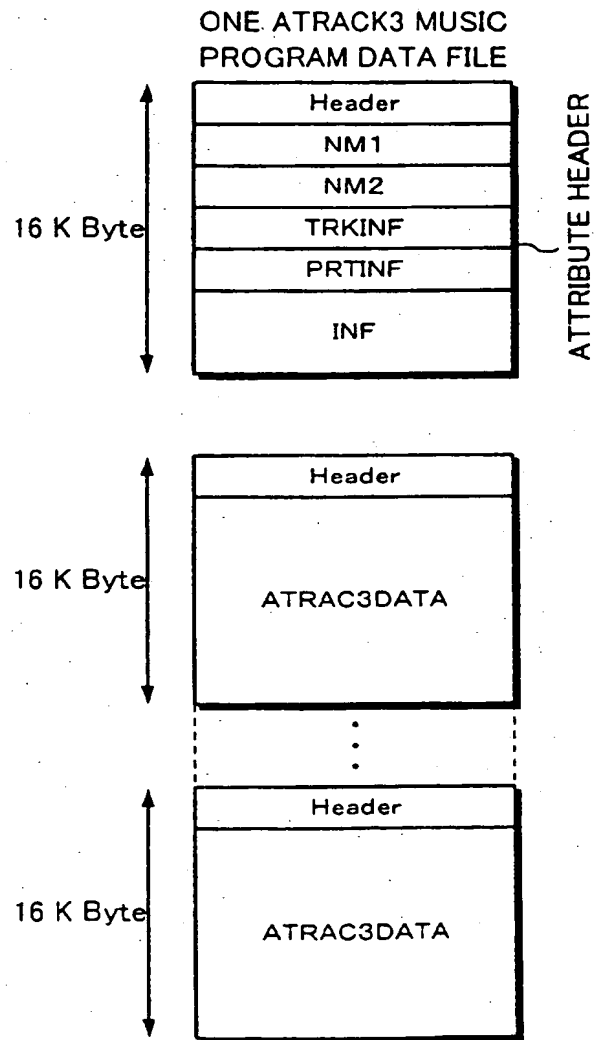 ONE ATRACK3 MUSIC
PROGRAM DATA FILE
Header
NM1
NM2
TRKINF
PRTINF
INF
16 K Byte
ATTRIBUTE HEADER
Header
ATRAC3DATA
16 K Byte
Header
ATRAC3DATA
16 K Byte